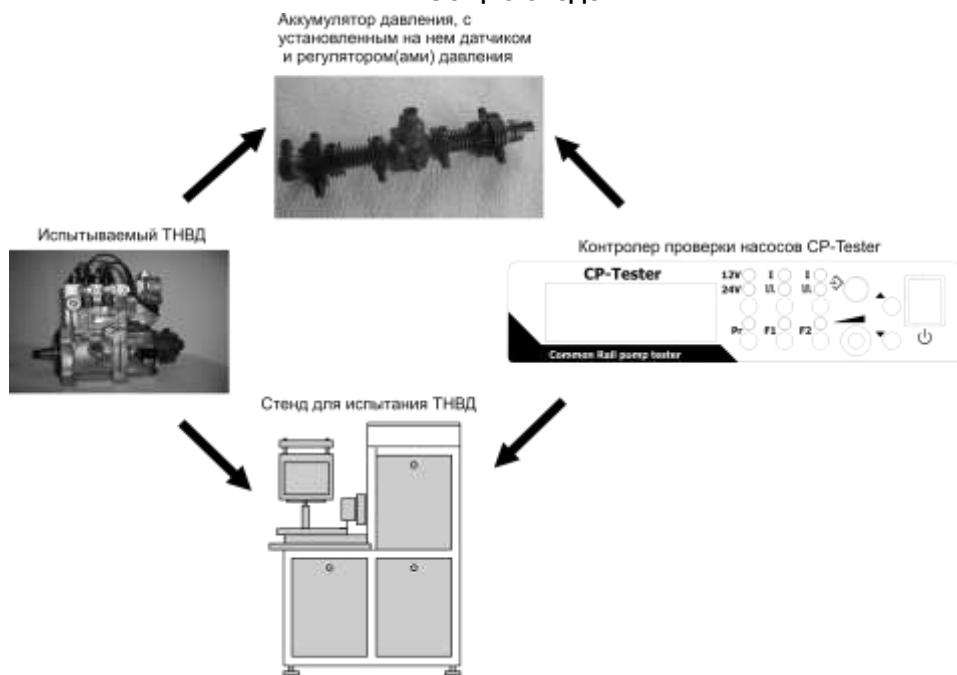 Аккумулятор давления, с
установленным на нем датчиком
и регулятором(ами) давления
Испытываемый ТНВД
Контролер проверки насосов CP-Tester
CP-Tester
12V I I
24V
Pr F1 F2
Common Rail pump tester
Стенд для испытания ТНВД